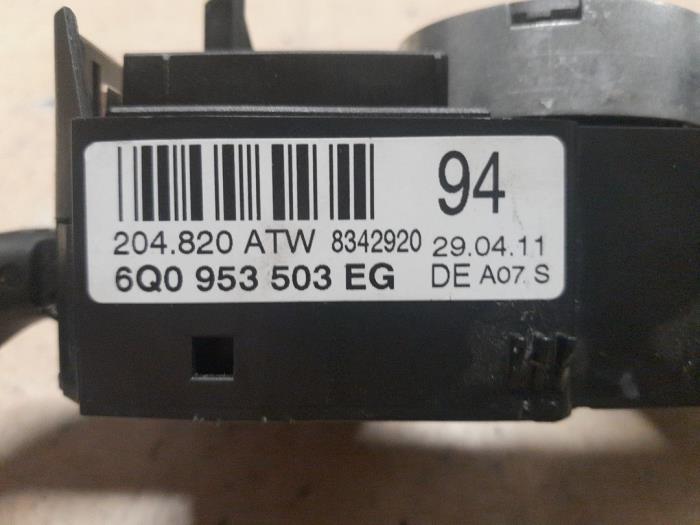 94
204.820 ATW 8342920 29.04.11
6Q0 953 503 EG DE A07 S